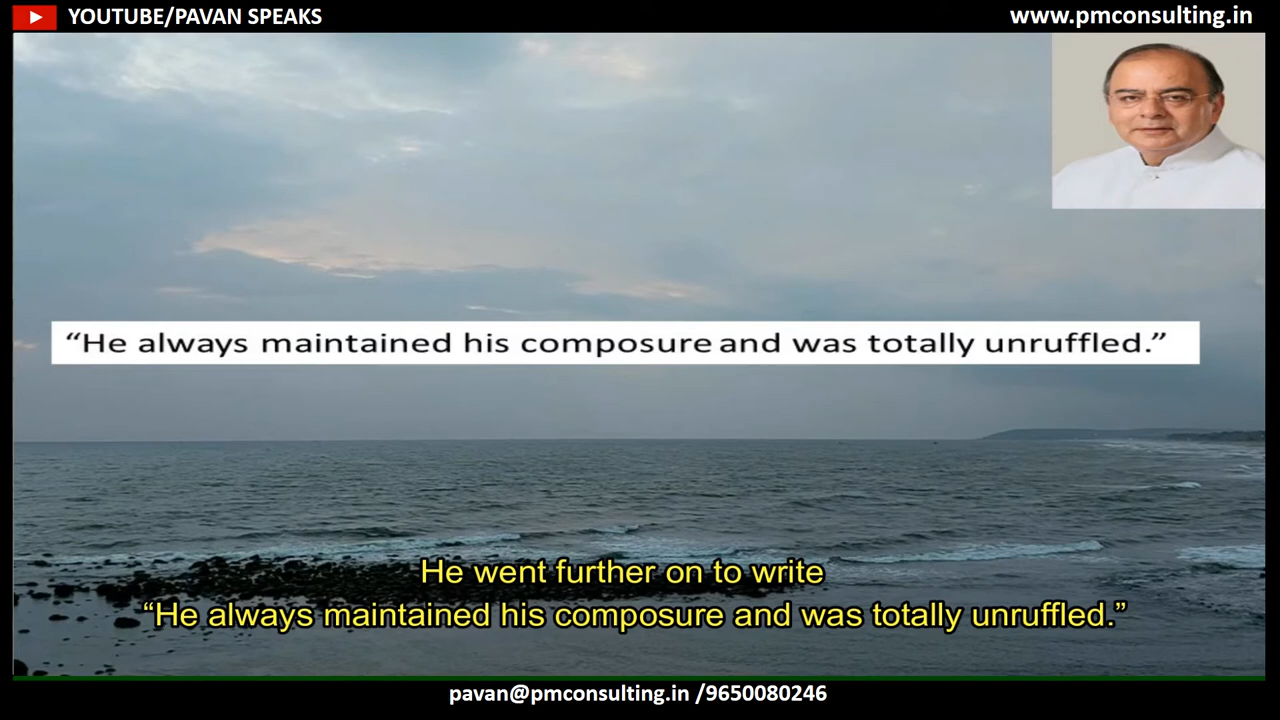 YOUTUBE/PAVAN SPEAKS
www.pmconsulting.in
“He always maintained his composure and was totally unruffled.”
He went further on to write
“He always maintained his composure and was totally unruffled.”
pavan@pmconsulting.in /9650080246